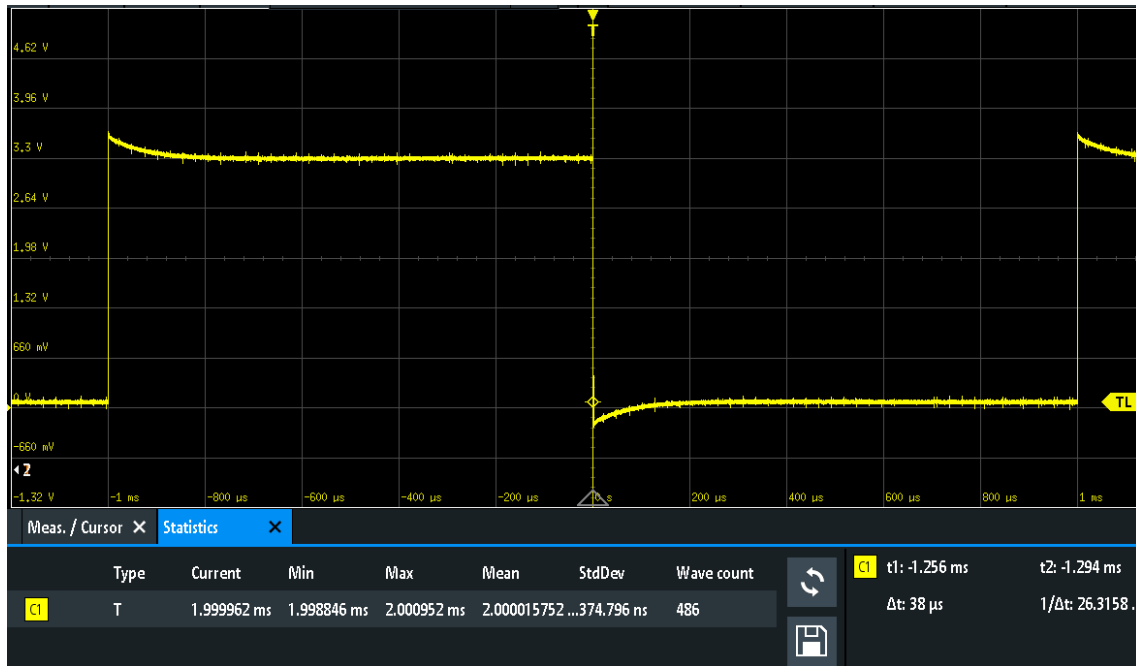 T
4.62 V
3.96 V
3.3 V
2.64 V
1.98 V
1.32 V
660 mV
0 V
TL
-660 mV
2
-1.32 V -1 ms -800 µs -600 µs -400 µs -200 µs 0 s 200 µs 400 µs 600 µs 800 µs 1 ms
Meas. / Cursor Statistics
Type Current Min Max Mean StdDev Wave count
C1 T 1.999962 ms 1.998846 ms 2.000952 ms 2.000015752 ...374.796 ns 486
C1 t1: -1.256 ms t2: -1.294 ms
Δt: 38 µs 1/Δt: 26.3158 .